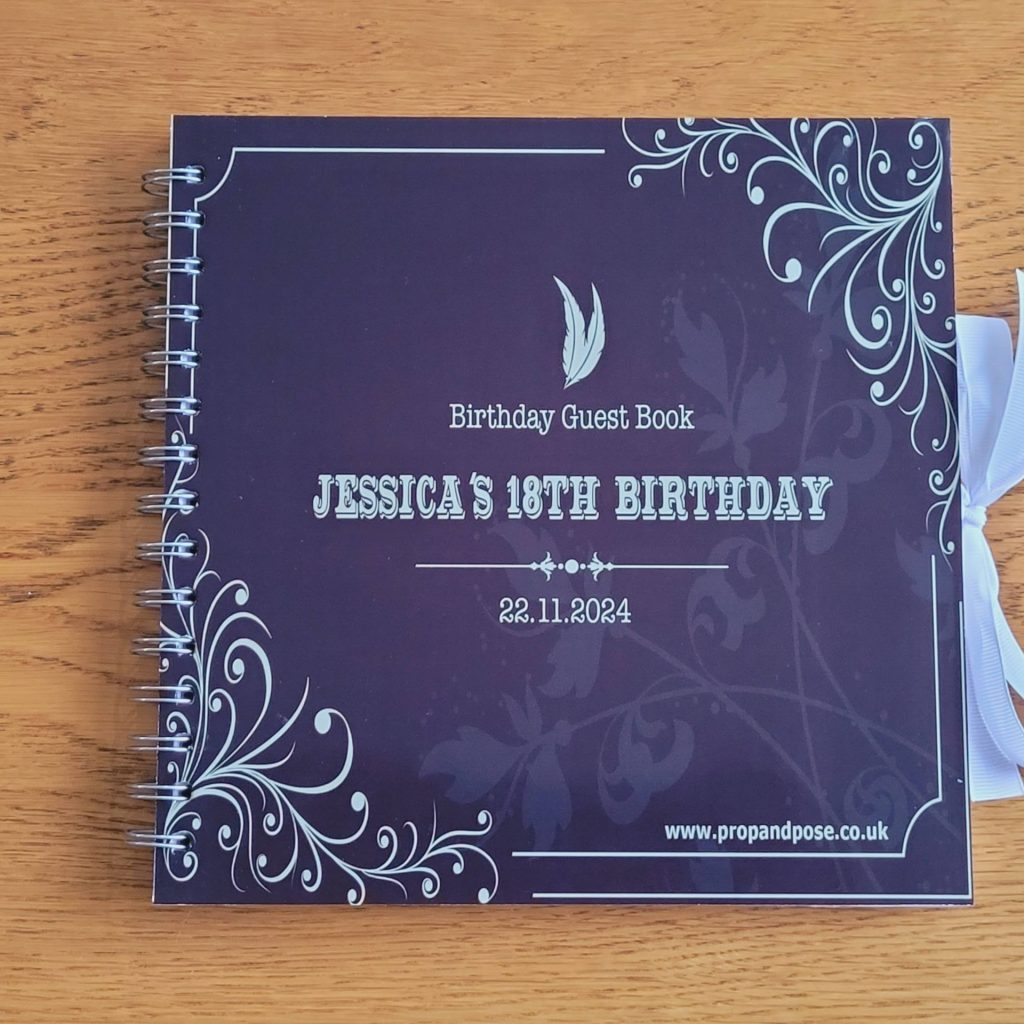 Birthday Guest Book
JESSICA'S 18TH BIRTHDAY
22.11.2024
www.propandpose.co.uk